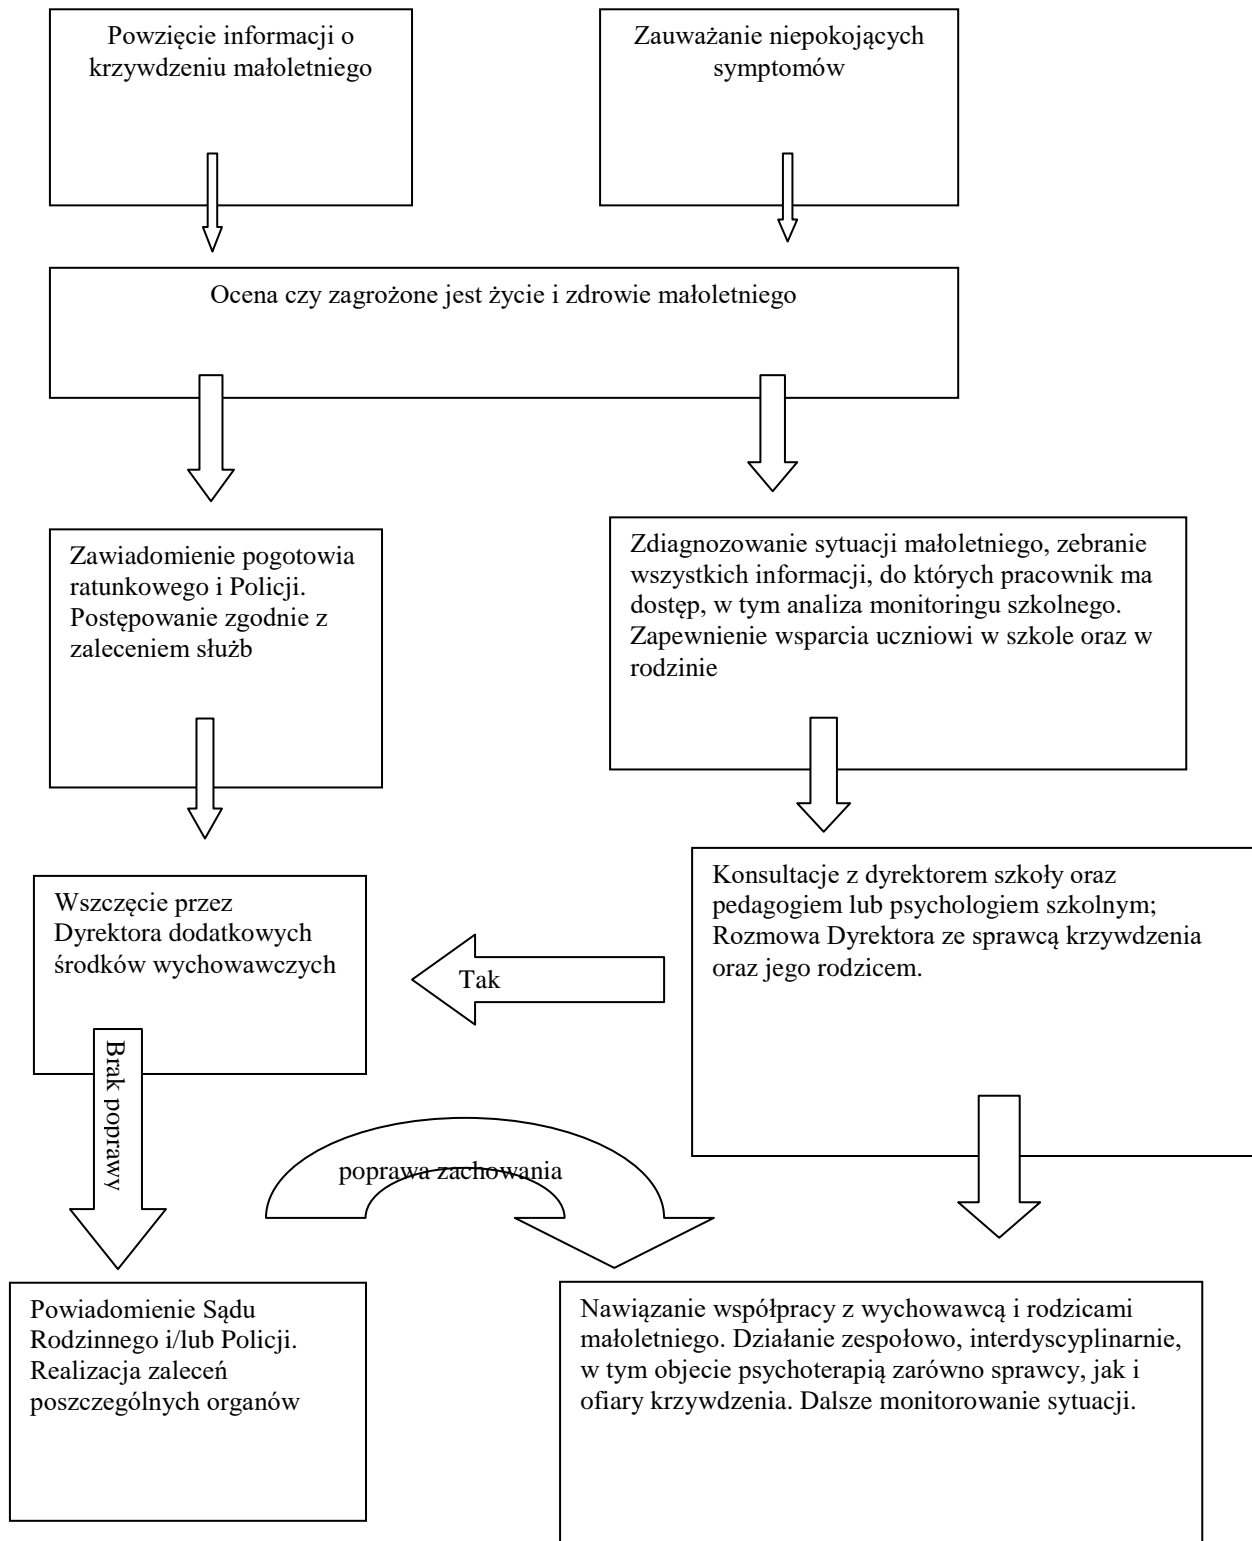 Powzięcie informacji o
krzywdzeniu małoletniego
Zauważanie niepokojących
symptomów
Ocena czy zagrożone jest życie i zdrowie małoletniego
Zawiadomienie pogotowia
ratunkowego i Policji.
Postępowanie zgodnie z
zaleceniem służb
Zdiagnozowanie sytuacji małoletniego, zebranie
wszystkich informacji, do których pracownik ma
dostęp, w tym analiza monitoringu szkolnego.
Zapewnienie wsparcia uczniowi w szkole oraz w
rodzinie
Wszczęcie przez
Dyrektora dodatkowych
środków wychowawczych
Tak
Konsultacje z dyrektorem szkoły oraz
pedagogiem lub psychologiem szkolnym;
Rozmowa Dyrektora ze sprawcą krzywdzenia
oraz jego rodzicem.
Brak poprawy
poprawa zachowania
Powiadomienie Sądu
Rodzinnego i/lub Policji.
Realizacja zaleceń
poszczególnych organów
Nawiązanie współpracy z wychowawcą i rodzicami
małoletniego. Działanie zespołowo, interdyscyplinarnie,
w tym objecie psychoterapią zarówno sprawcy, jak i
ofiary krzywdzenia. Dalsze monitorowanie sytuacji.